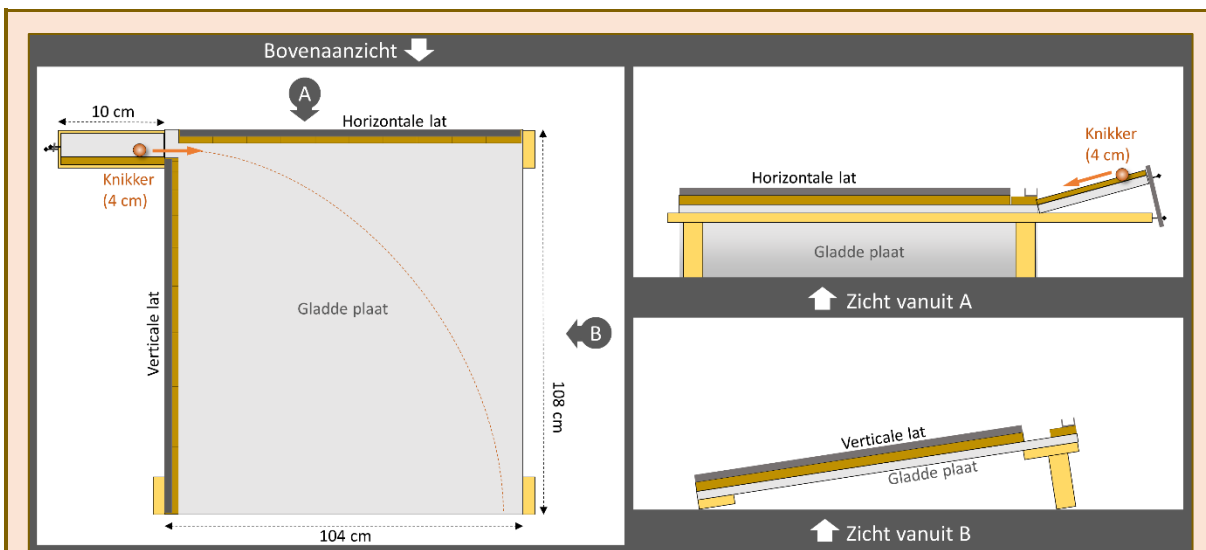 Bovenaanzicht
10 cm
A
Horizontale lat
Knikker
(4 cm)
Verticale lat
Gladde plaat
B
108 cm
104 cm
Knikker
(4 cm)
Horizontale lat
Gladde plaat
Zicht vanuit A
Verticale lat
Gladde plaat
Zicht vanuit B